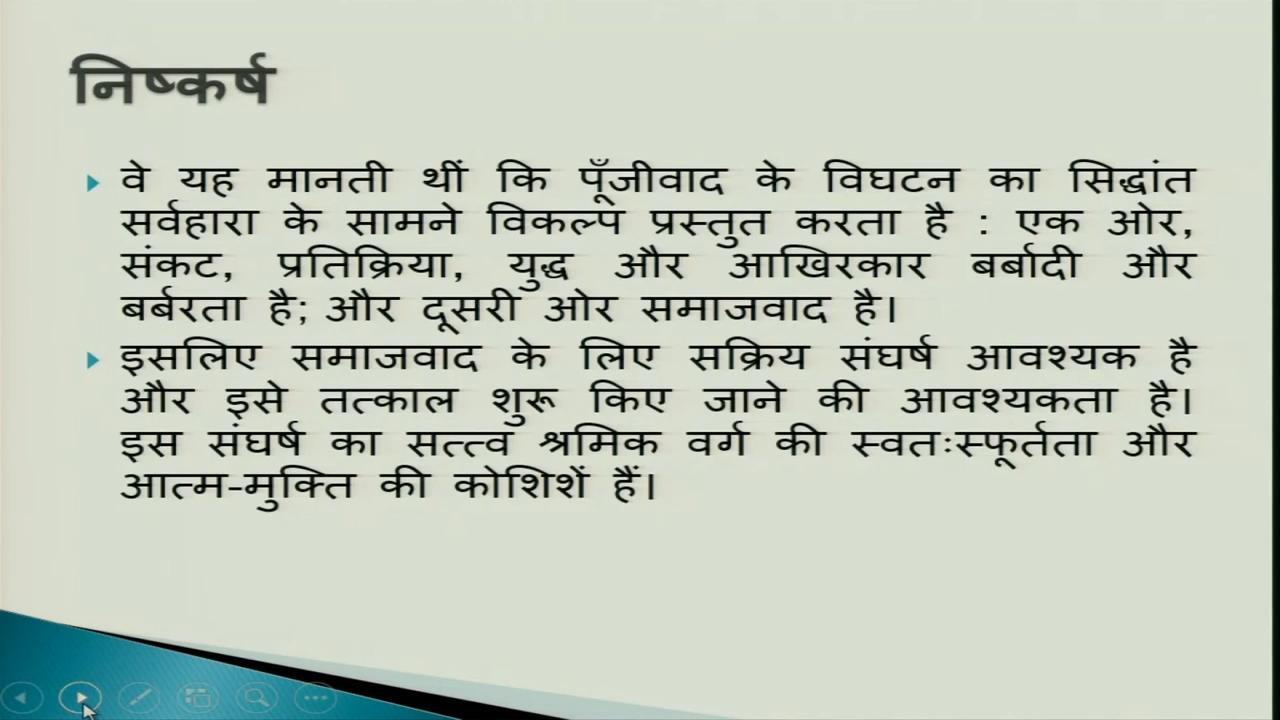 निष्कर्ष
वे यह मानती थीं कि पूँजीवाद के विघटन का सिद्धांत
सर्वहारा के सामने विकल्प प्रस्तुत करता है : एक ओर,
संकट, प्रतिक्रिया, युद्ध और आखिरकार बर्बादी और
बर्बरता है; और दूसरी ओर समाजवाद है।
इसलिए समाजवाद के लिए सक्रिय संघर्ष आवश्यक है
और इसे तत्काल शुरू किए जाने की आवश्यकता है।
इस संघर्ष का सत्त्व श्रमिक वर्ग की स्वतःस्फूर्तता और
आत्म-मुक्ति की कोशिशें हैं।